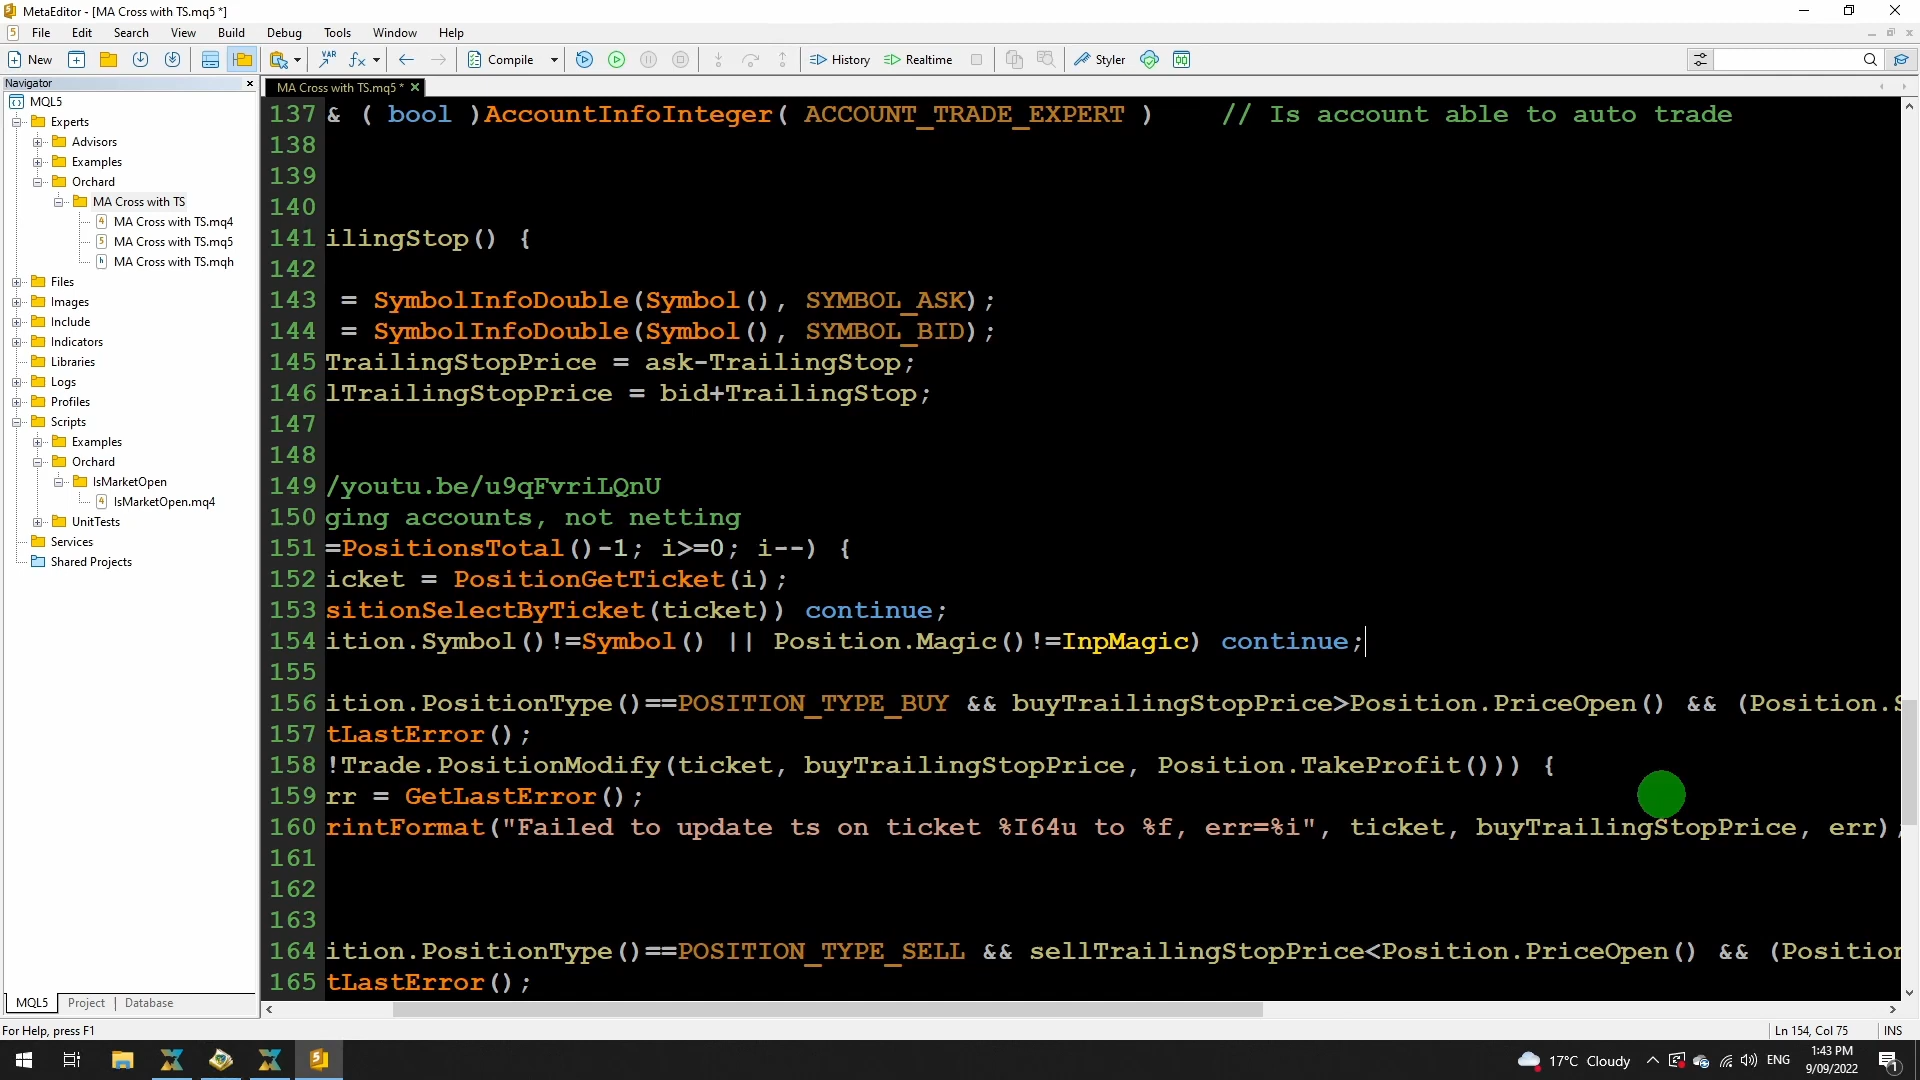 MetaEditor - [MA Cross with TS.mq5 *]
File Edit Search View Build Debug Tools Window Help
New Compile History Realtime Styler
Navigator
MA Cross with TS.mq5 *
MQL5
Experts
Advisors
Examples
Orchard
MA Cross with TS
MA Cross with TS.mq4
MA Cross with TS.mq5
MA Cross with TS.mqh
Files
Images
Include
Indicators
Libraries
Logs
Profiles
Scripts
Examples
Orchard
IsMarketOpen
IsMarketOpen.mq4
UnitTests
Services
Shared Projects
MQL5 Project Database
137 & ( bool )AccountInfoInteger( ACCOUNT_TRADE_EXPERT ) // Is account able to auto trade
138
139
140
141 ilingStop() {
142
143 = SymbolInfoDouble(Symbol(), SYMBOL_ASK);
144 = SymbolInfoDouble(Symbol(), SYMBOL_BID);
145 TrailingStopPrice = ask-TrailingStop;
146 lTrailingStopPrice = bid+TrailingStop;
147
148
149 /youtu.be/u9qFvriLQnU
150 ging accounts, not netting
151 =PositionsTotal()-1; i>=0; i--) {
152 icket = PositionGetTicket(i);
153 sitionSelectByTicket(ticket)) continue;
154 ition.Symbol()!=Symbol() || Position.Magic()!=InpMagic) continue;
155
156 ition.PositionType()==POSITION_TYPE_BUY && buyTrailingStopPrice>Position.PriceOpen() && (Position.S
157 tLastError();
158 !Trade.PositionModify(ticket, buyTrailingStopPrice, Position.TakeProfit())) {
159 rr = GetLastError();
160 rintFormat("Failed to update ts on ticket %I64u to %f, err=%i", ticket, buyTrailingStopPrice, err);
161
162
163
164 ition.PositionType()==POSITION_TYPE_SELL && sellTrailingStopPrice<Position.PriceOpen() && (Position
165 tLastError();
For Help, press F1
Ln 154, Col 75 INS
17°C Cloudy ENG
1:43 PM
9/09/2022